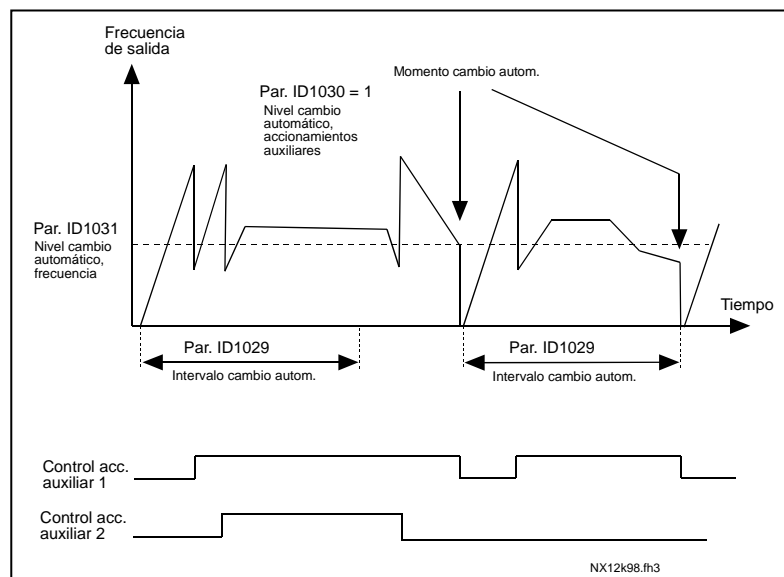 Frecuencia
de salida
Momento cambio autom.
Par. ID1030 = 1
Nivel cambio
automático,
accionamientos
auxiliares
Par. ID1031
Nivel cambio
automático,
frecuencia
Tiempo
Par. ID1029
Par. ID1029
Intervalo cambio autom.
Intervalo cambio autom.
Control acc.
auxiliar 1
Control acc.
auxiliar 2
NX12k98.fh3